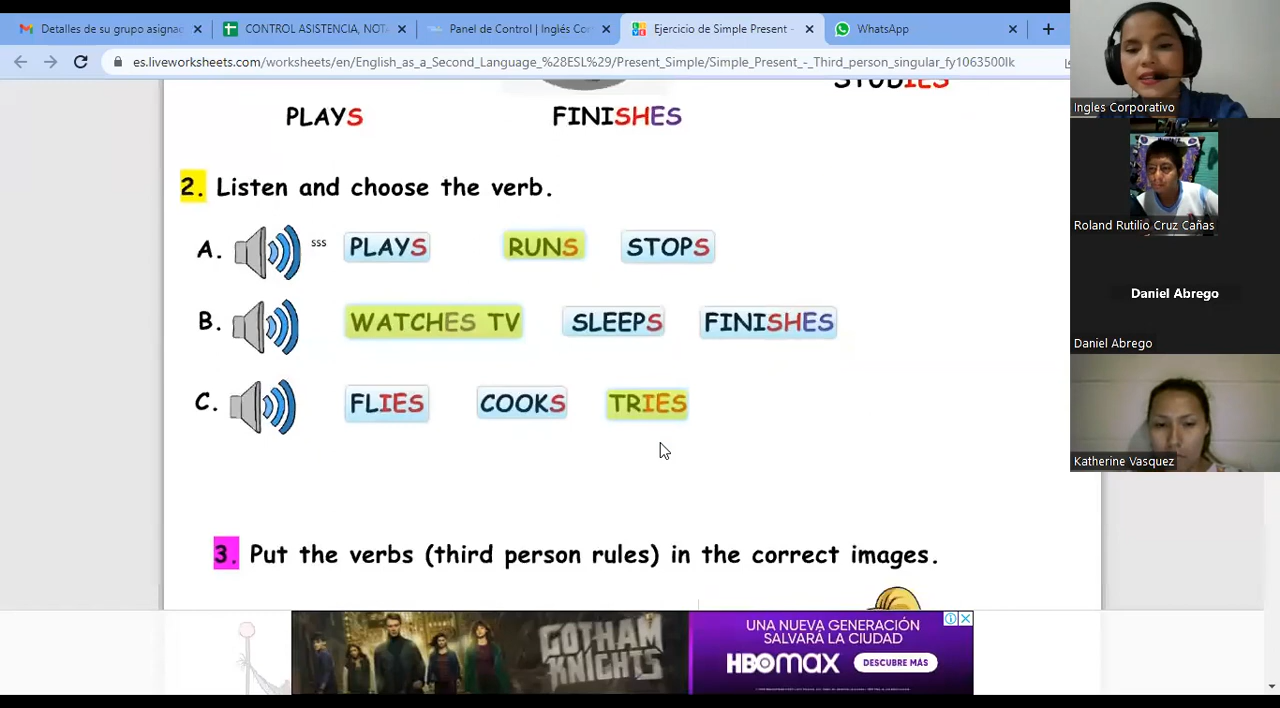 Detalles de su grupo asignac
CONTROL ASISTENCIA, NOT
Panel de Control | Inglés Cor
Ejercicio de Simple Present -
WhatsApp
es.liveworksheets.com/worksheets/en/English_as_a_Second_Language_%28ESL%29/Present_Simple/Simple_Present_-_Third_person_singular_fy1063500lk
STUDIES
PLAYS
FINISHES
2. Listen and choose the verb.
A. sss PLAYS RUNS STOPS
B. WATCHES TV SLEEPS FINISHES
C. FLIES COOKS TRIES
3. Put the verbs (third person rules) in the correct images.
GOTHAM KNIGHTS
UNA NUEVA GENERACIÓN
SALVARÁ LA CIUDAD
HBOMAX DESCUBRE MÁS
Ingles Corporativo
Roland Rutilio Cruz Cañas
Daniel Abrego
Daniel Abrego
Katherine Vasquez